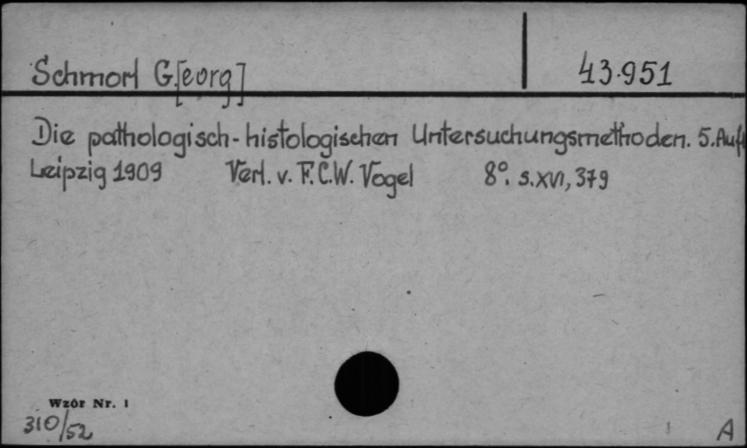 Schmorl G[eorg]
43.951
Die pathologisch-histologischen Untersuchungsmethoden. 5. Aufl
Leipzig 1909 Verl. v. F.C.W. Vogel 8°. s. XVI, 379
Wzór Nr. 1
310/52
A